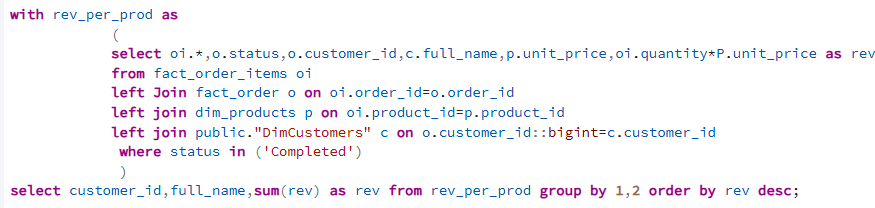 with rev_per_prod as
(
select oi.*,o.status,o.customer_id,c.full_name,p.unit_price,oi.quantity*P.unit_price as rev
from fact_order_items oi
left Join fact_order o on oi.order_id=o.order_id
left join dim_products p on oi.product_id=p.product_id
left join public."DimCustomers" c on o.customer_id::bigint=c.customer_id
where status in ('Completed')
)
select customer_id,full_name,sum(rev) as rev from rev_per_prod group by 1,2 order by rev desc;